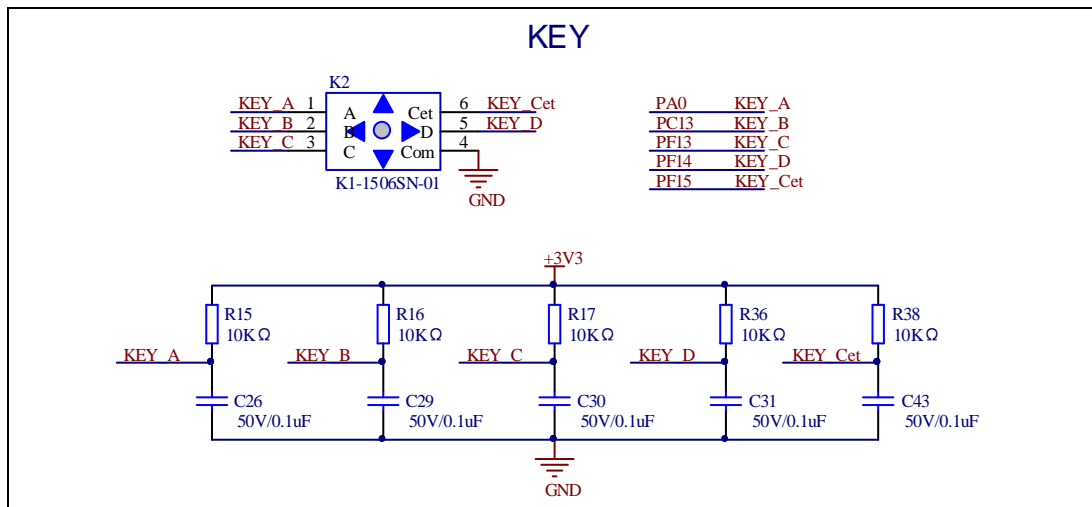 KEY
K2
KEY_A 1 A Cet 6 KEY_Cet
KEY_B 2 B D 5 KEY_D
KEY_C 3 C Com 4
K1-1506SN-01
GND
PA0 KEY_A
PC13 KEY_B
PF13 KEY_C
PF14 KEY_D
PF15 KEY_Cet
+3V3
R15 R16 R17 R36 R38
10KΩ 10KΩ 10KΩ 10KΩ 10KΩ
KEY_A KEY_B KEY_C KEY_D KEY_Cet
C26 C29 C30 C31 C43
50V/0.1uF 50V/0.1uF 50V/0.1uF 50V/0.1uF 50V/0.1uF
GND